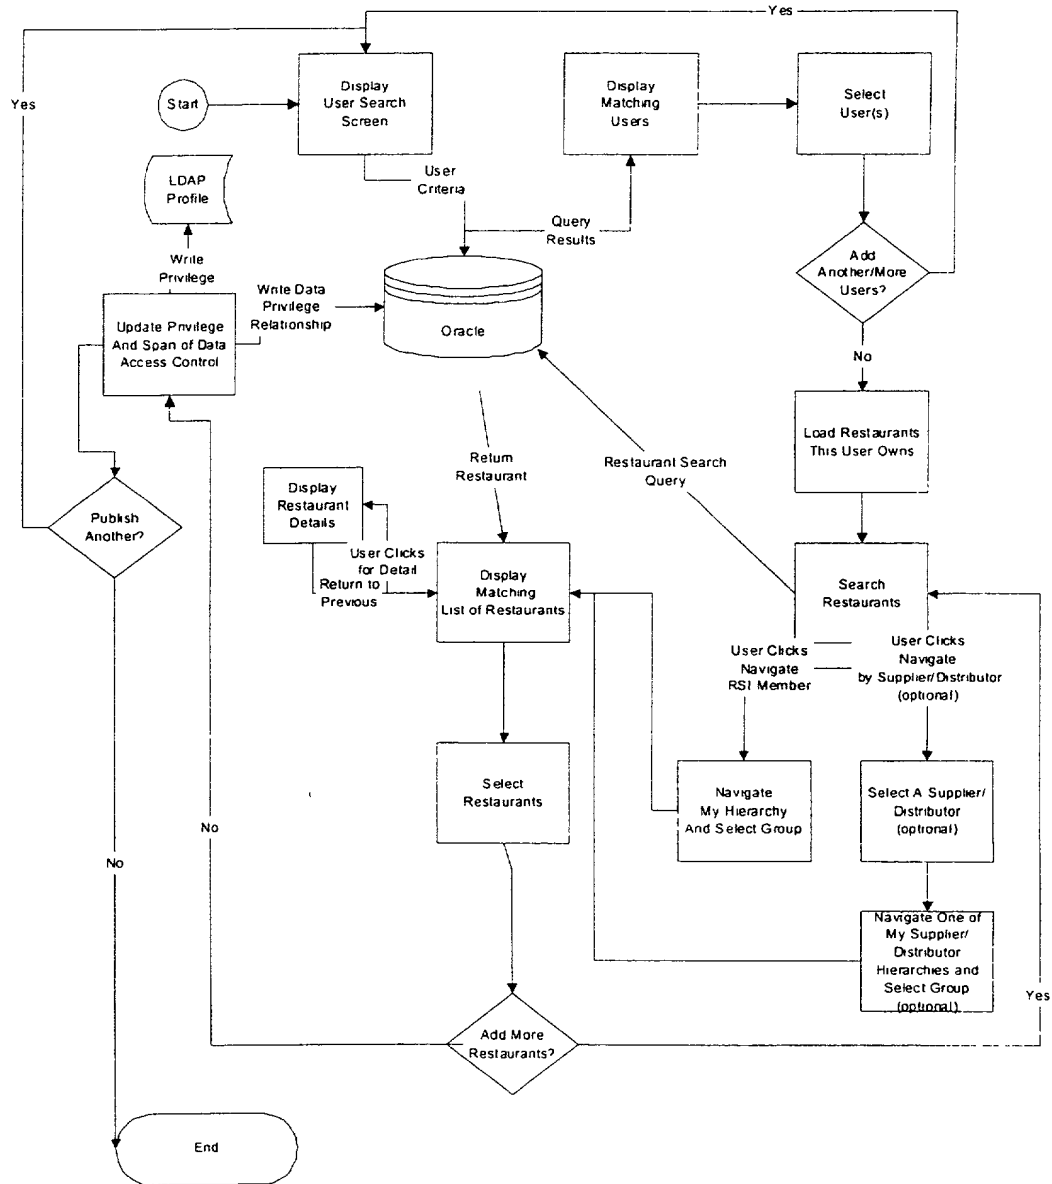 Yes
Yes
Start
Display
User Search
Screen
Display
Matching
Users
Select
User(s)
LDAP
Profile
User
Criteria
Query
Results
Add
Another/More
Users?
Write
Privilege
Write Data
Privilege
Relationship
Oracle
Update Privilege
And Span of Data
Access Control
No
Load Restaurants
This User Owns
Return
Restaurant
Restaurant Search
Query
Display
Restaurant
Details
Publish
Another?
User Clicks
for Detail
Return to
Previous
Display
Matching
List of Restaurants
Search
Restaurants
User Clicks
Navigate
RSI Member
User Clicks
Navigate
by Supplier/Distributor
(optional)
Select
Restaurants
Navigate
My Hierarchy
And Select Group
Select A Supplier/
Distributor
(optional)
No
No
Navigate One of
My Supplier/
Distributor
Hierarchies and
Select Group
(optional)
Yes
Add More
Restaurants?
End